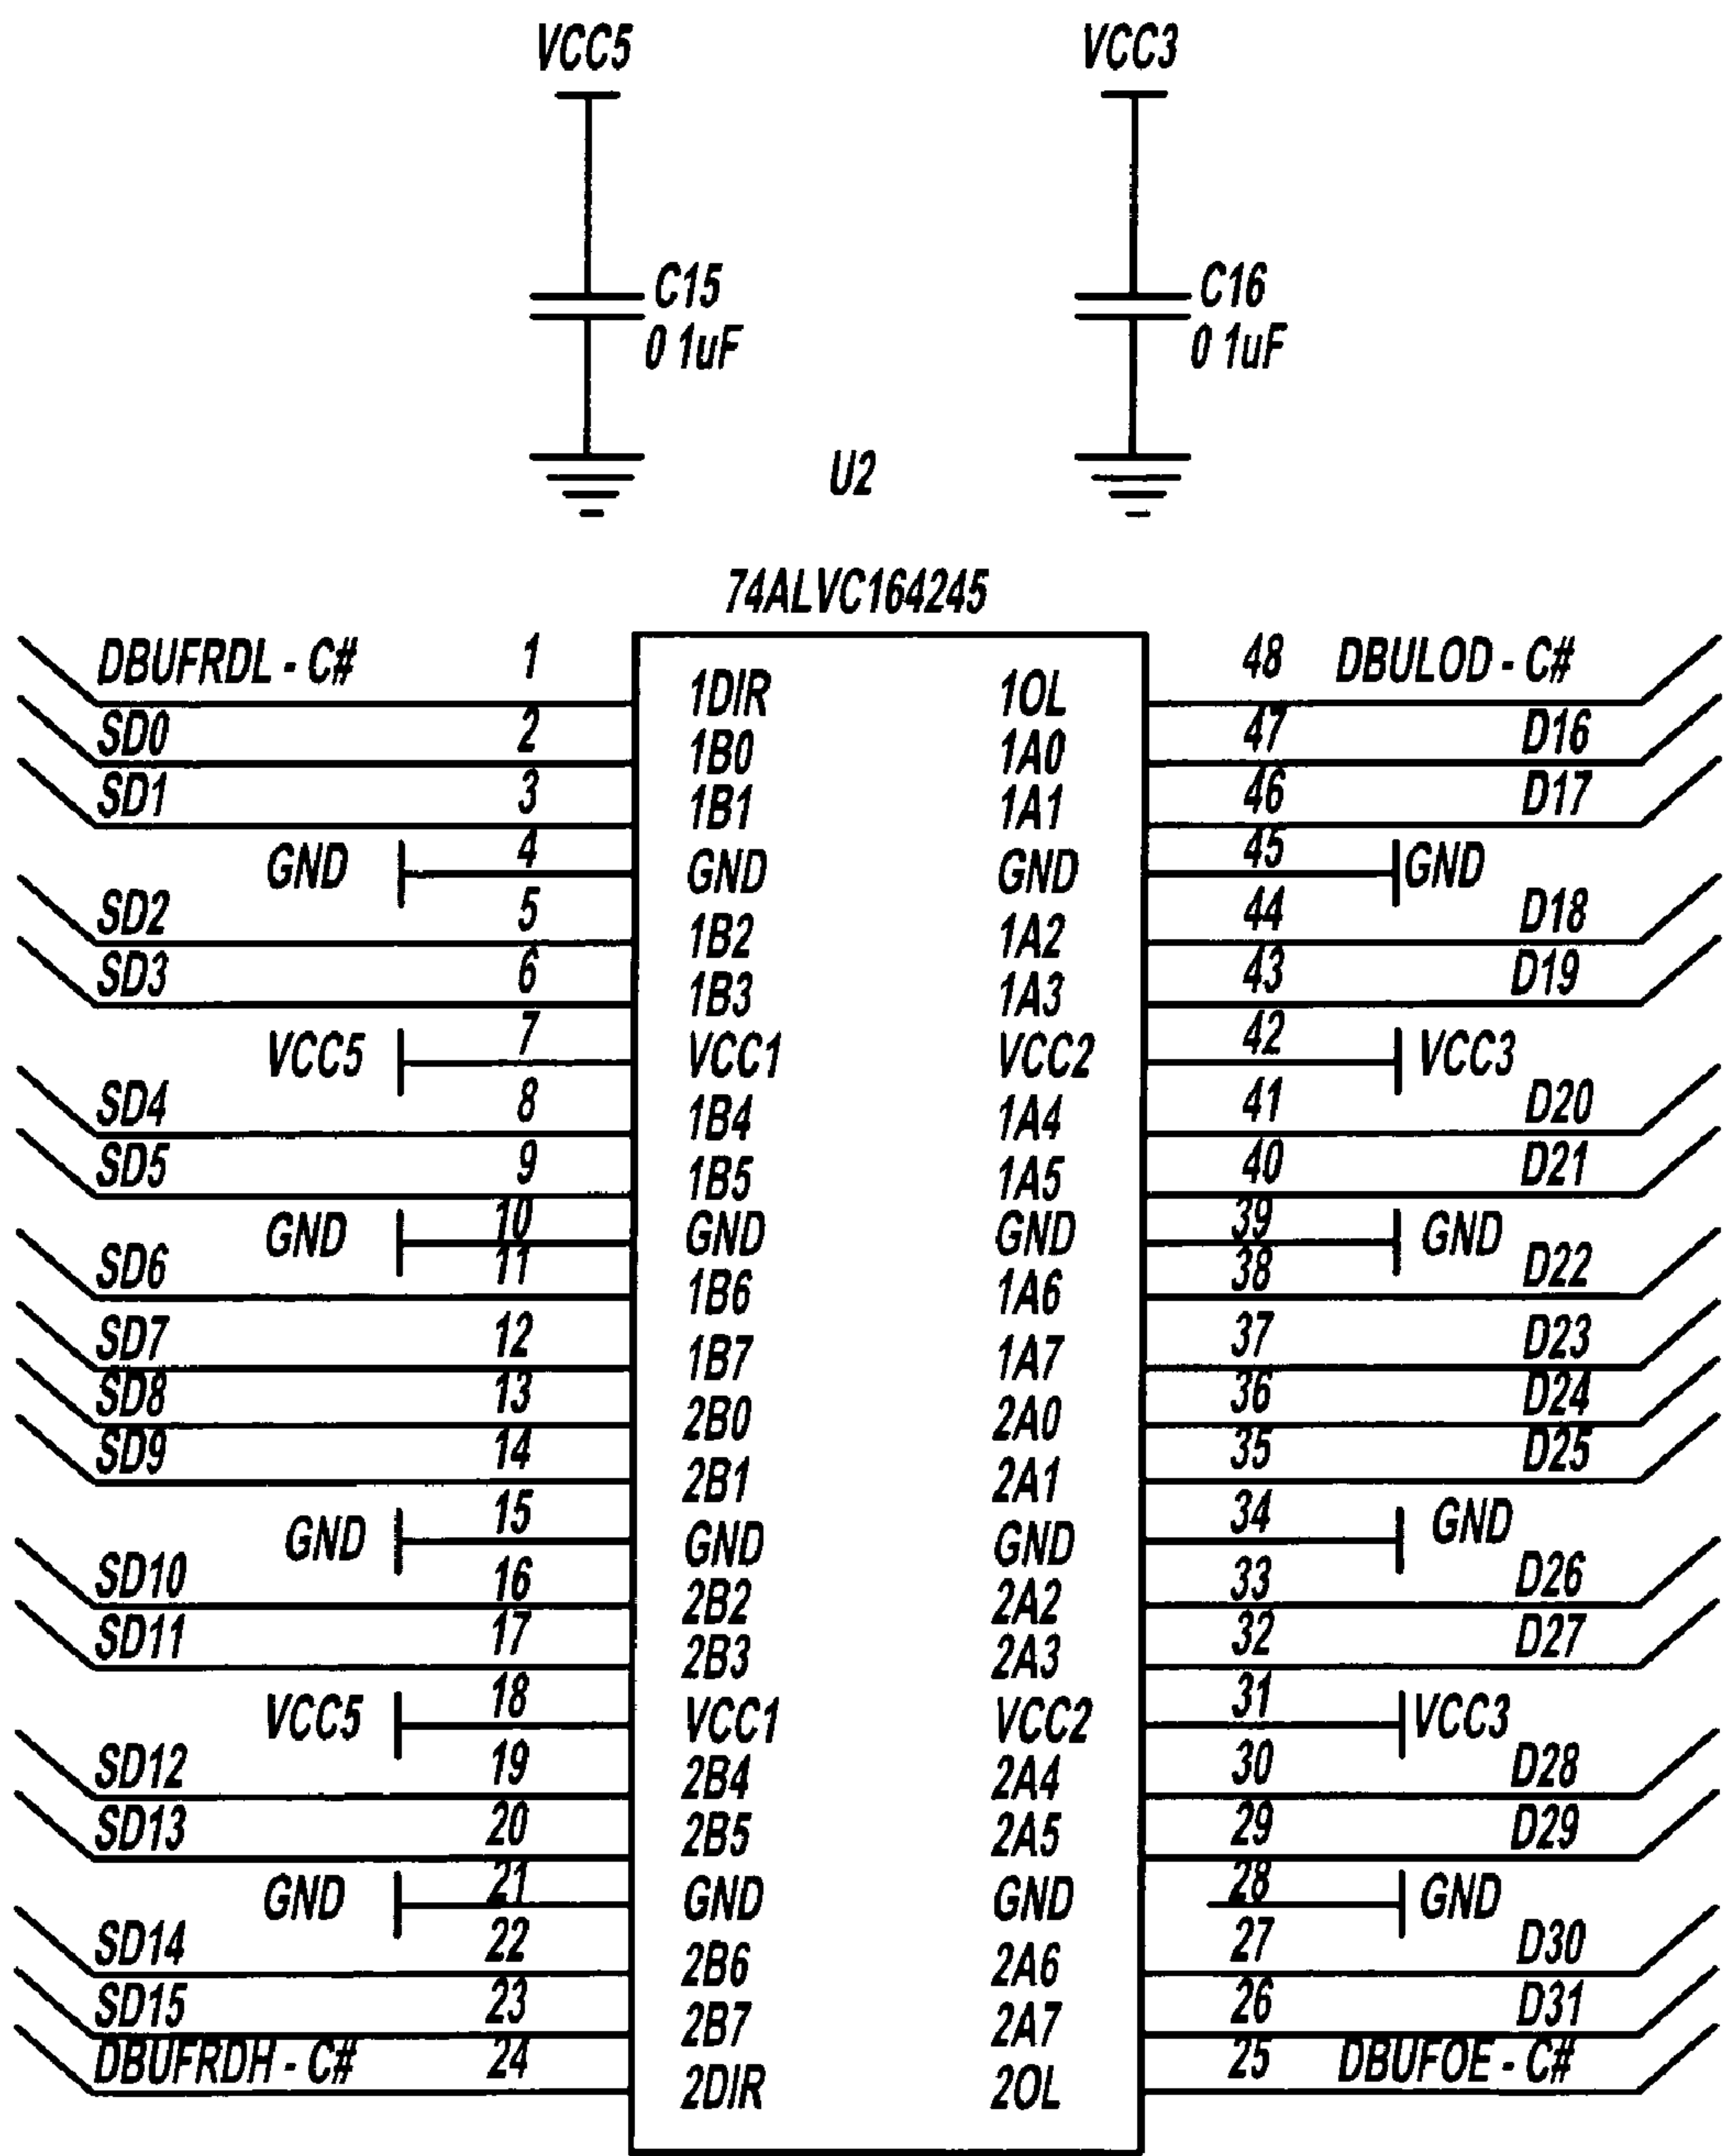 VCC5 VCC3
C15 C16
0 1uF 0 1uF
U2
74ALVC164245
DBUFRDL - C# 1 1DIR 1OL 48 DBULOD - C#
SD0 2 1B0 1A0 47 D16
SD1 3 1B1 1A1 46 D17
GND 4 GND GND 45 GND
SD2 5 1B2 1A2 44 D18
SD3 6 1B3 1A3 43 D19
VCC5 7 VCC1 VCC2 42 VCC3
SD4 8 1B4 1A4 41 D20
SD5 9 1B5 1A5 40 D21
GND 10 GND GND 39 GND
SD6 11 1B6 1A6 38 D22
SD7 12 1B7 1A7 37 D23
SD8 13 2B0 2A0 36 D24
SD9 14 2B1 2A1 35 D25
GND 15 GND GND 34 GND
SD10 16 2B2 2A2 33 D26
SD11 17 2B3 2A3 32 D27
VCC5 18 VCC1 VCC2 31 VCC3
SD12 19 2B4 2A4 30 D28
SD13 20 2B5 2A5 29 D29
GND 21 GND GND 28 GND
SD14 22 2B6 2A6 27 D30
SD15 23 2B7 2A7 26 D31
DBUFRDH - C# 24 2DIR 2OL 25 DBUFOE - C#